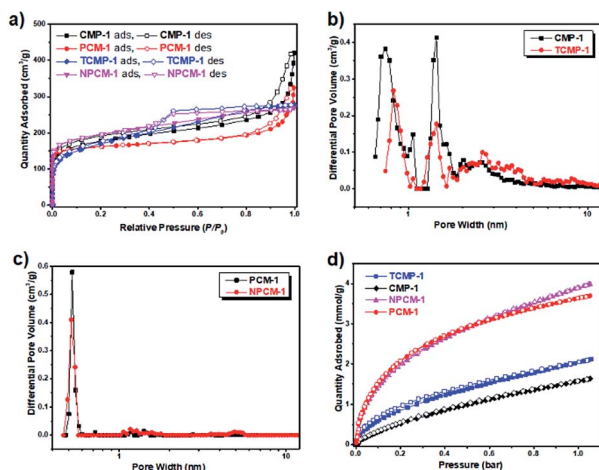 a)
CMP-1 ads, CMP-1 des
PCM-1 ads, PCM-1 des
TCMP-1 ads, TCMP-1 des
NPCM-1 ads, NPCM-1 des
Quantity Adsorbed (cm³/g)
500
400
300
200
100
0
0.0 0.2 0.4 0.6 0.8 1.0
Relative Pressure (P/P₀)
b)
CMP-1
TCMP-1
Differential Pore Volume (cm³/g)
0.4
0.3
0.2
0.1
0.0
1 10
Pore Width (nm)
c)
PCM-1
NPCM-1
Differential Pore Volume (cm³/g)
0.6
0.5
0.4
0.3
0.2
0.1
0.0
1 10
Pore Width (nm)
d)
TCMP-1
CMP-1
NPCM-1
PCM-1
Quantity Adsorbed (mmol/g)
5
4
3
2
1
0
0.0 0.2 0.4 0.6 0.8 1.0
Pressure (bar)